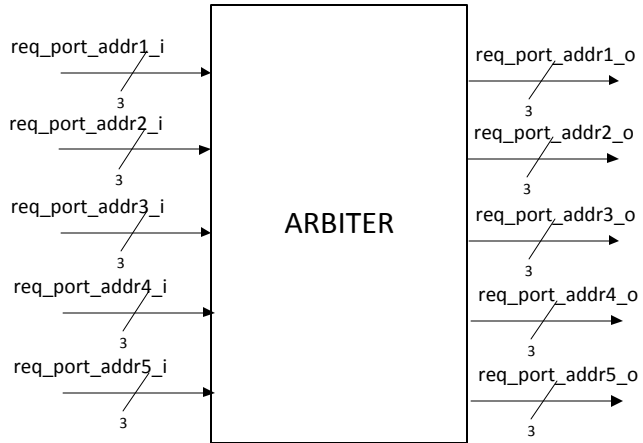 req_port_addr1_i
3
req_port_addr2_i
3
req_port_addr3_i
3
req_port_addr4_i
3
req_port_addr5_i
3
ARBITER
req_port_addr1_o
3
req_port_addr2_o
3
req_port_addr3_o
3
req_port_addr4_o
3
req_port_addr5_o
3